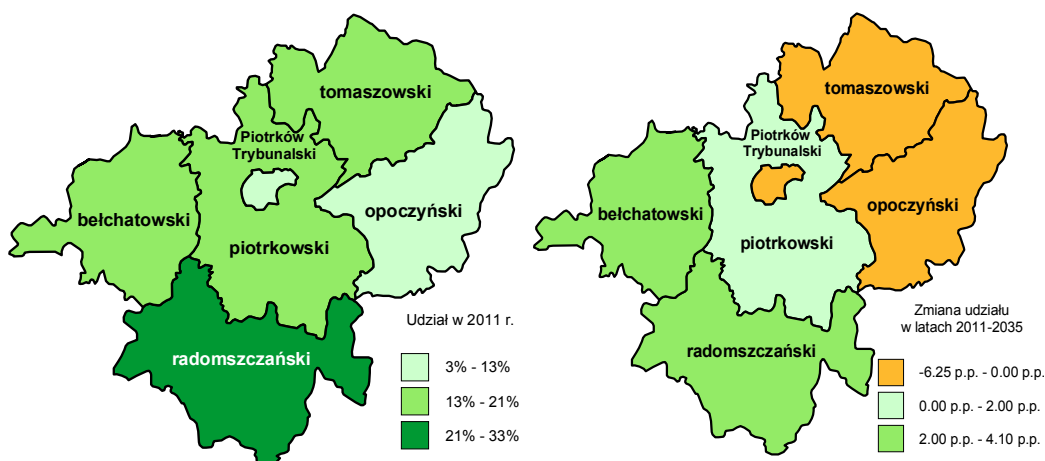 tomaszowski
Piotrków
Trybunalski
opoczyński
bełchatowski
piotrkowski
radomszczański
Udział w 2011 r.
3% - 13%
13% - 21%
21% - 33%
tomaszowski
Piotrków
Trybunalski
opoczyński
bełchatowski
piotrkowski
radomszczański
Zmiana udziału
w latach 2011-2035
-6.25 p.p. - 0.00 p.p.
0.00 p.p. - 2.00 p.p.
2.00 p.p. - 4.10 p.p.